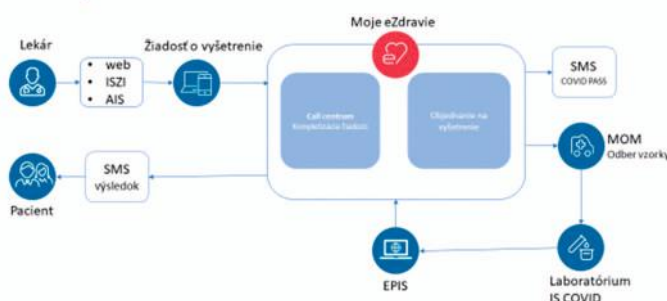 Moje eZdravie
Lekár
• web
• ISZI
• AIS
Žiadosť o vyšetrenie
SMS
COVID PASS
Call centrum
Kompletizácia žiadosti
Objednanie na
vyšetrenie
MOM
Odber vzorky
SMS
výsledok
Pacient
EPIS
Laboratórium
IS COVID